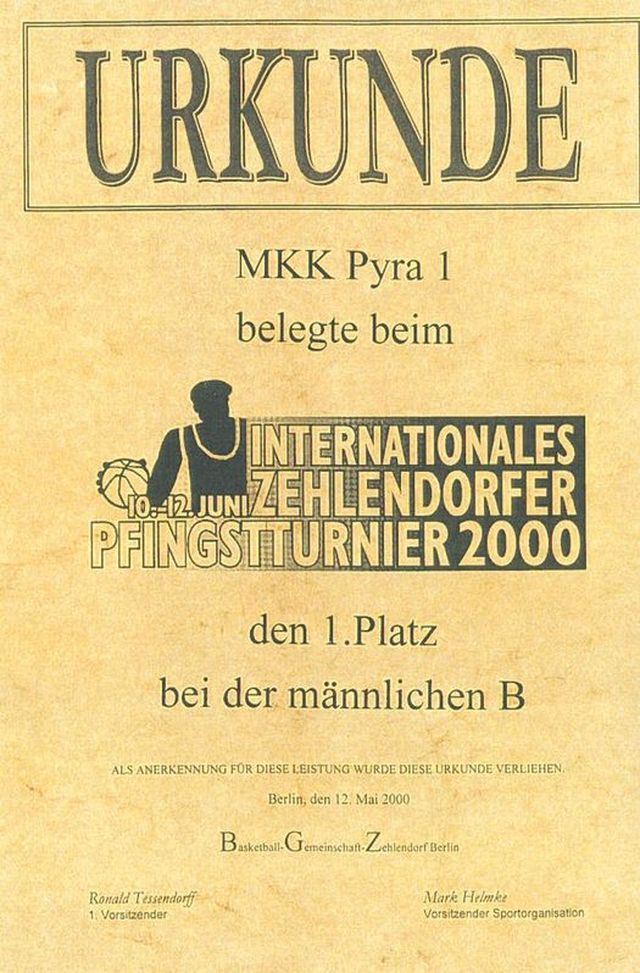 URKUNDE
MKK Pyra 1
belegte beim
INTERNATIONALES
10.-12. JUNI ZEHLENDORFER
PFINGSTTURNIER 2000
den 1.Platz
bei der männlichen B
ALS ANERKENNUNG FÜR DIESE LEISTUNG WURDE DIESE URKUNDE VERLIEHEN.
Berlin, den 12. Mai 2000
Basketball-Gemeinschaft-Zehlendorf Berlin
Ronald Tessendorff
1. Vorsitzender
Mark Helmke
Vorsitzender Sportorganisation